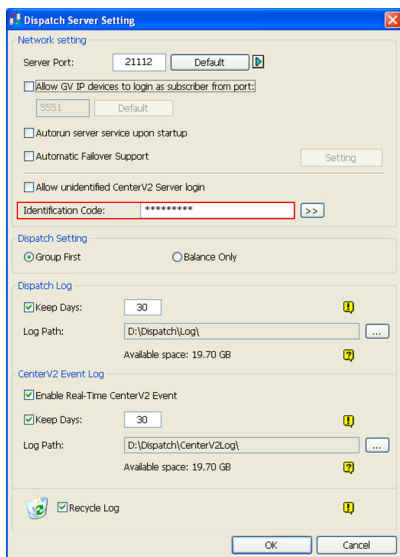 Dispatch Server Setting
Network setting
Server Port: 21112 Default
Allow GV IP devices to login as subscriber from port:
5551 Default
Autorun server service upon startup
Automatic Failover Support Setting
Allow unidentified CenterV2 Server login
Identification Code: ********* >>
Dispatch Setting
Group First Balance Only
Dispatch Log
Keep Days: 30
Log Path: D:\Dispatch\Log\ ...
Available space: 19.70 GB
CenterV2 Event Log
Enable Real-Time CenterV2 Event
Keep Days: 30
Log Path: D:\Dispatch\CenterV2Log\ ...
Available space: 19.70 GB
Recycle Log
OK Cancel